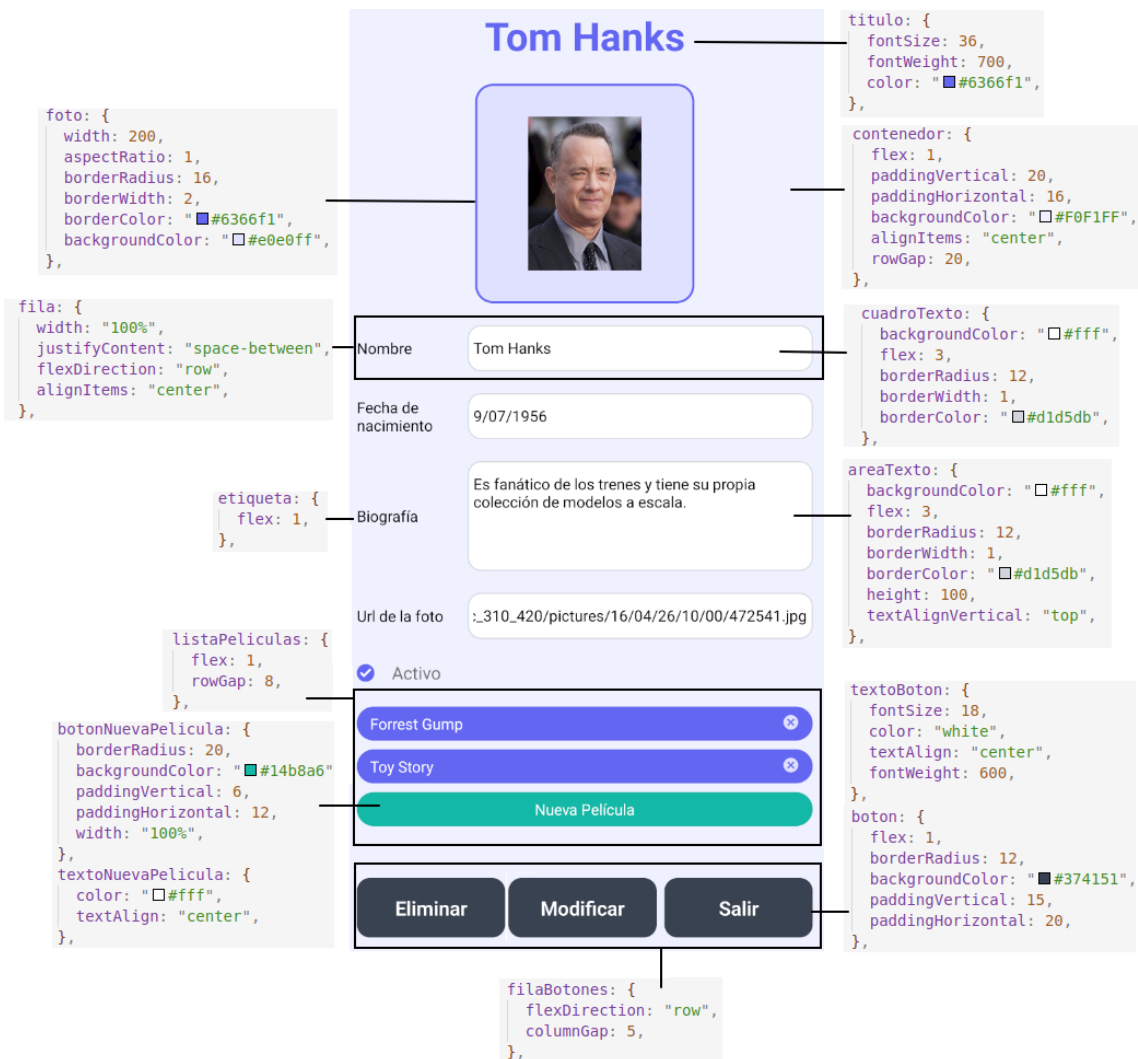 Tom Hanks
titulo: {
fontSize: 36,
fontWeight: 700,
color: "#6366f1",
},
foto: {
width: 200,
aspectRatio: 1,
borderRadius: 16,
borderWidth: 2,
borderColor: "#6366f1",
backgroundColor: "#e0e0ff",
},
contenedor: {
flex: 1,
paddingVertical: 20,
paddingHorizontal: 16,
backgroundColor: "#F0F1FF",
alignItems: "center",
rowGap: 20,
},
fila: {
width: "100%",
justifyContent: "space-between",
flexDirection: "row",
alignItems: "center",
},
Nombre
Tom Hanks
cuadroTexto: {
backgroundColor: "#fff",
flex: 3,
borderRadius: 12,
borderWidth: 1,
borderColor: "#d1d5db",
},
Fecha de
nacimiento
9/07/1956
etiqueta: {
flex: 1,
},
Biografía
Es fanático de los trenes y tiene su propia
colección de modelos a escala.
areaTexto: {
backgroundColor: "#fff",
flex: 3,
borderRadius: 12,
borderWidth: 1,
borderColor: "#d1d5db",
height: 100,
textAlignVertical: "top",
},
Url de la foto
:_310_420/pictures/16/04/26/10/00/472541.jpg
Activo
listaPeliculas: {
flex: 1,
rowGap: 8,
},
Forrest Gump
Toy Story
Nueva Película
botonNuevaPelicula: {
borderRadius: 20,
backgroundColor: "#14b8a6"
paddingVertical: 6,
paddingHorizontal: 12,
width: "100%",
},
textoNuevaPelicula: {
color: "#fff",
textAlign: "center",
},
textoBoton: {
fontSize: 18,
color: "white",
textAlign: "center",
fontWeight: 600,
},
boton: {
flex: 1,
borderRadius: 12,
backgroundColor: "#374151",
paddingVertical: 15,
paddingHorizontal: 20,
},
Eliminar
Modificar
Salir
filaBotones: {
flexDirection: "row",
columnGap: 5,
},